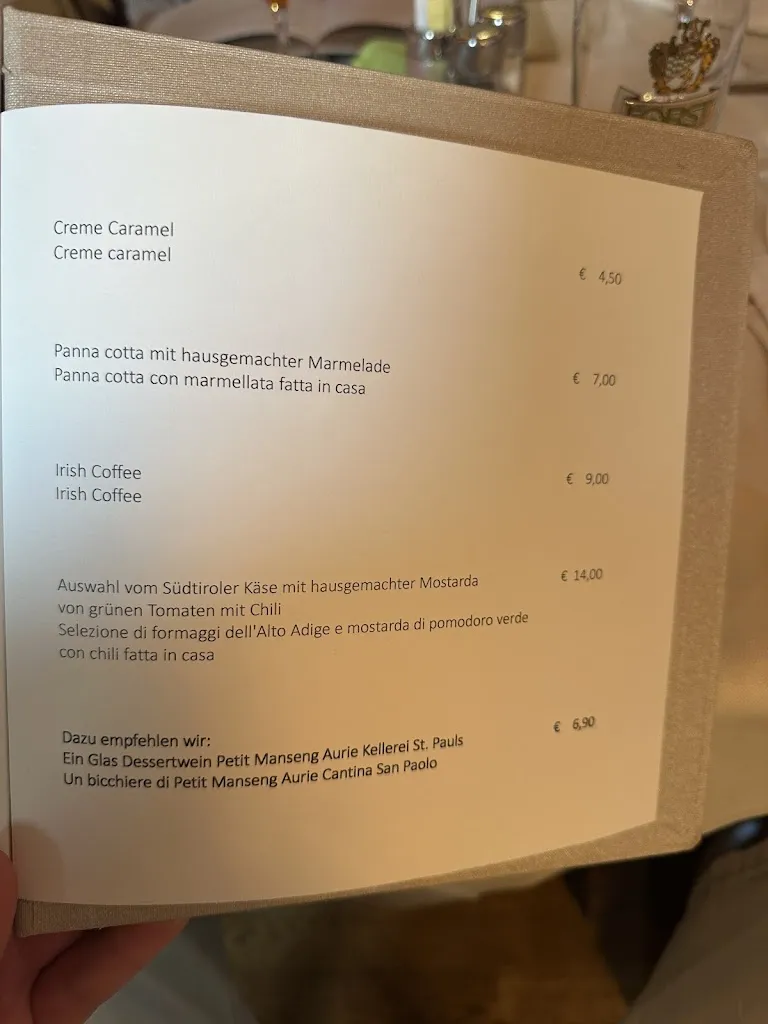 Creme Caramel
Creme caramel
€ 4,50
Panna cotta mit hausgemachter Marmelade
Panna cotta con marmellata fatta in casa
€ 7,00
Irish Coffee
Irish Coffee
€ 9,00
Auswahl vom Südtiroler Käse mit hausgemachter Mostarda
von grünen Tomaten mit Chili
Selezione di formaggi dell'Alto Adige e mostarda di pomodoro verde
con chili fatta in casa
€ 14,00
Dazu empfehlen wir:
Ein Glas Dessertwein Petit Manseng Aurie Kellerei St. Pauls
Un bicchiere di Petit Manseng Aurie Cantina San Paolo
€ 6,90